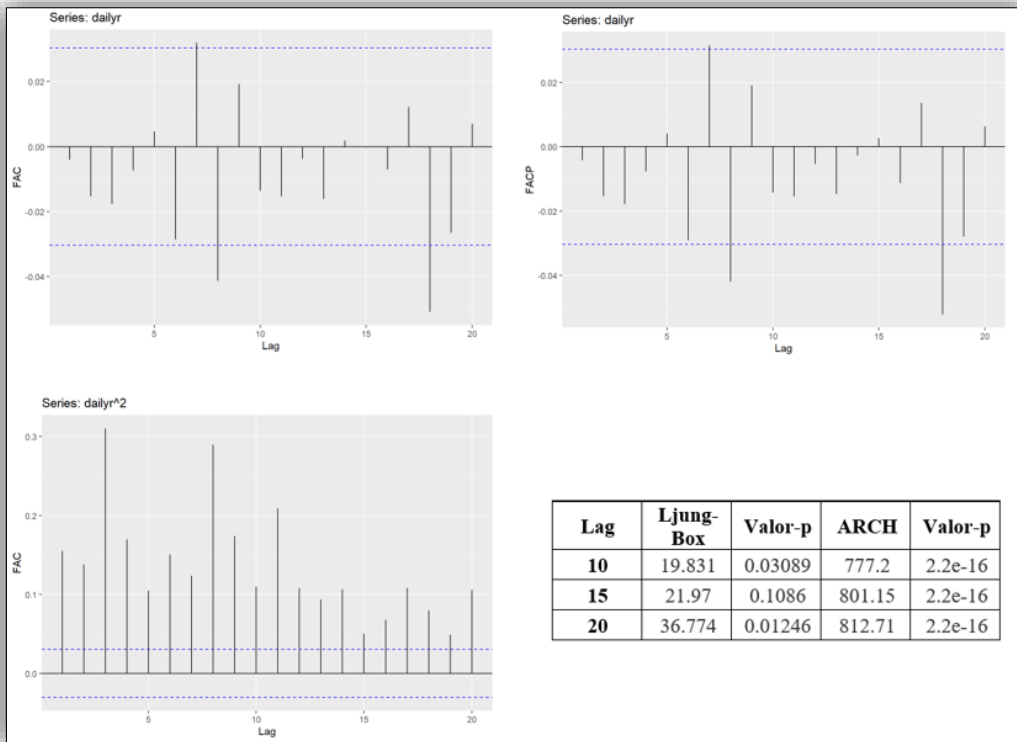 Series: dailyr
FAC
0.02
0.00
-0.02
-0.04
5
10
15
20
Lag
Series: dailyr
FACP
0.02
0.00
-0.02
-0.04
5
10
15
20
Lag
Series: dailyr^2
FAC
0.3
0.2
0.1
0.0
5
10
15
20
Lag
Lag Ljung-Box Valor-p ARCH Valor-p
10 19.831 0.03089 777.2 2.2e-16
15 21.97 0.1086 801.15 2.2e-16
20 36.774 0.01246 812.71 2.2e-16